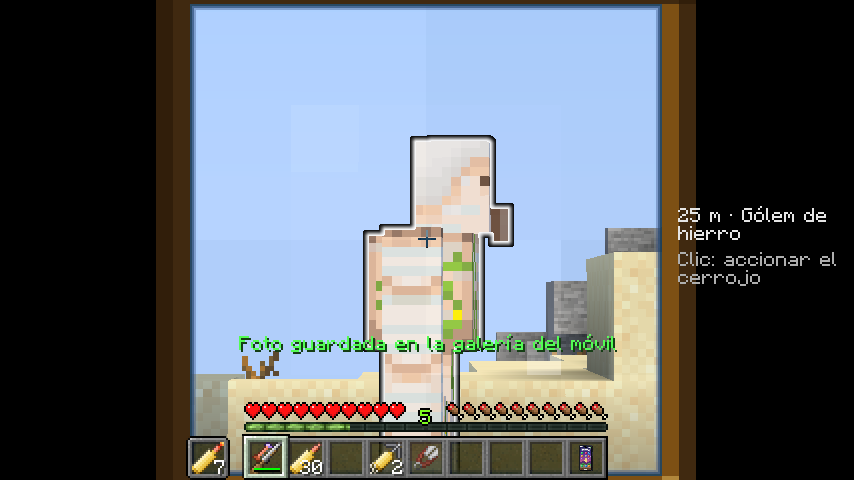 25 m · Gólem de
hierro
Clic: accionar el
cerrojo
Foto guardada en la galería del móvil
5
7
30
2